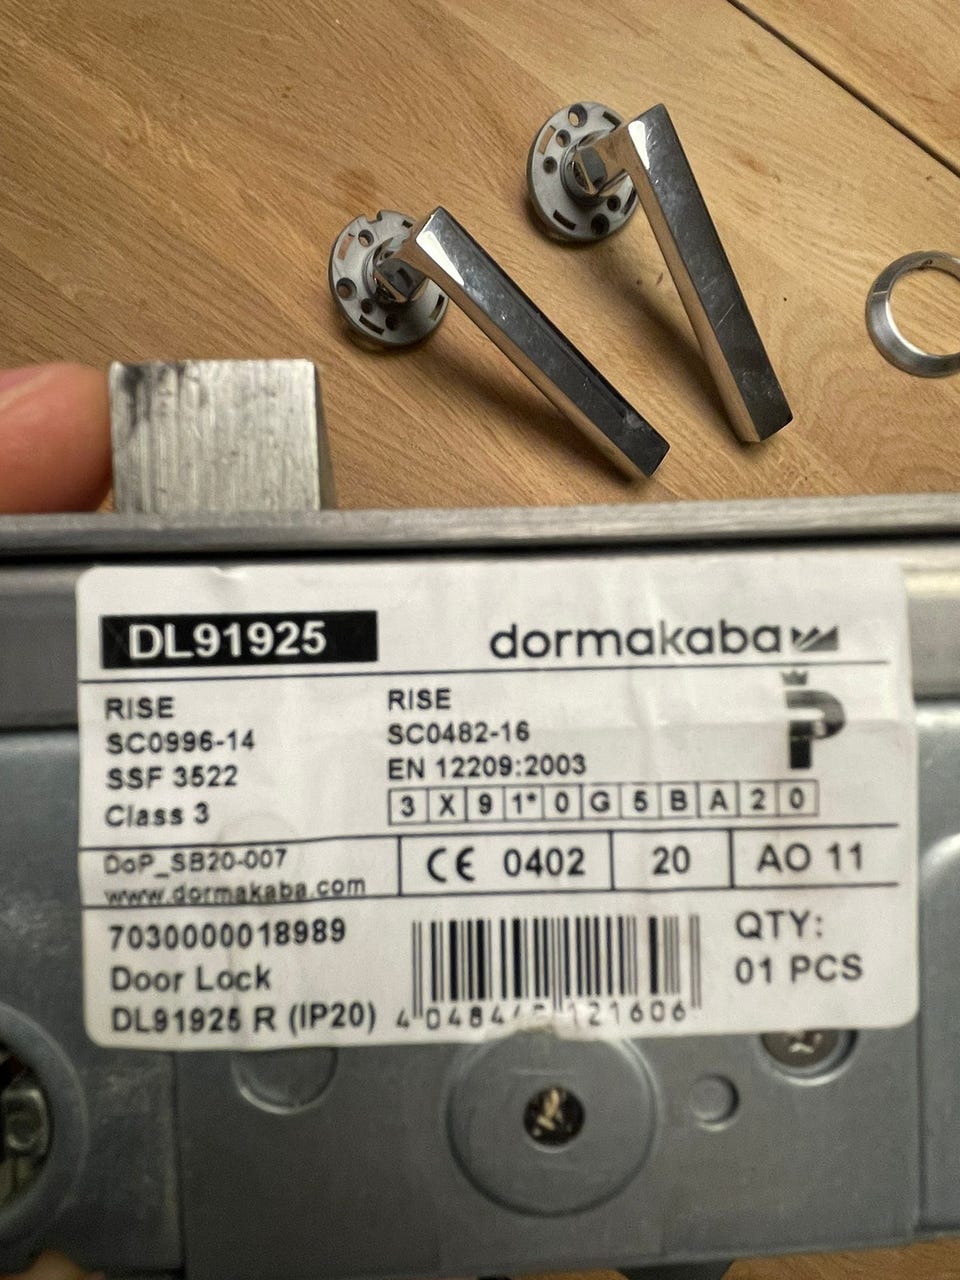 DL91925
dormakaba
RISE
SC0996-14
SSF 3522
Class 3
RISE
SC0482-16
EN 12209:2003
3 X 9 1* 0 G 5 B A 2 0
P
DoP_SB20-007
www.dormakaba.com
CE 0402
20
AO 11
7030000018989
Door Lock
DL91925 R (IP20)
QTY:
01 PCS